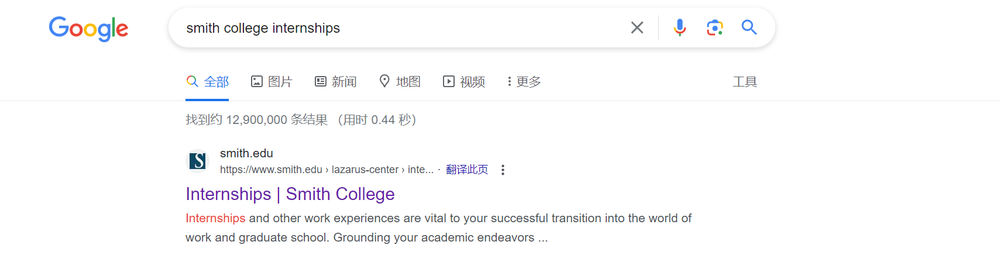 Google
smith college internships
全部 图片 新闻 地图 视频 更多 工具
找到约 12,900,000 条结果 （用时 0.44 秒）
S
smith.edu
https://www.smith.edu › lazarus-center › inte... · 翻译此页
Internships | Smith College
Internships and other work experiences are vital to your successful transition into the world of
work and graduate school. Grounding your academic endeavors ...